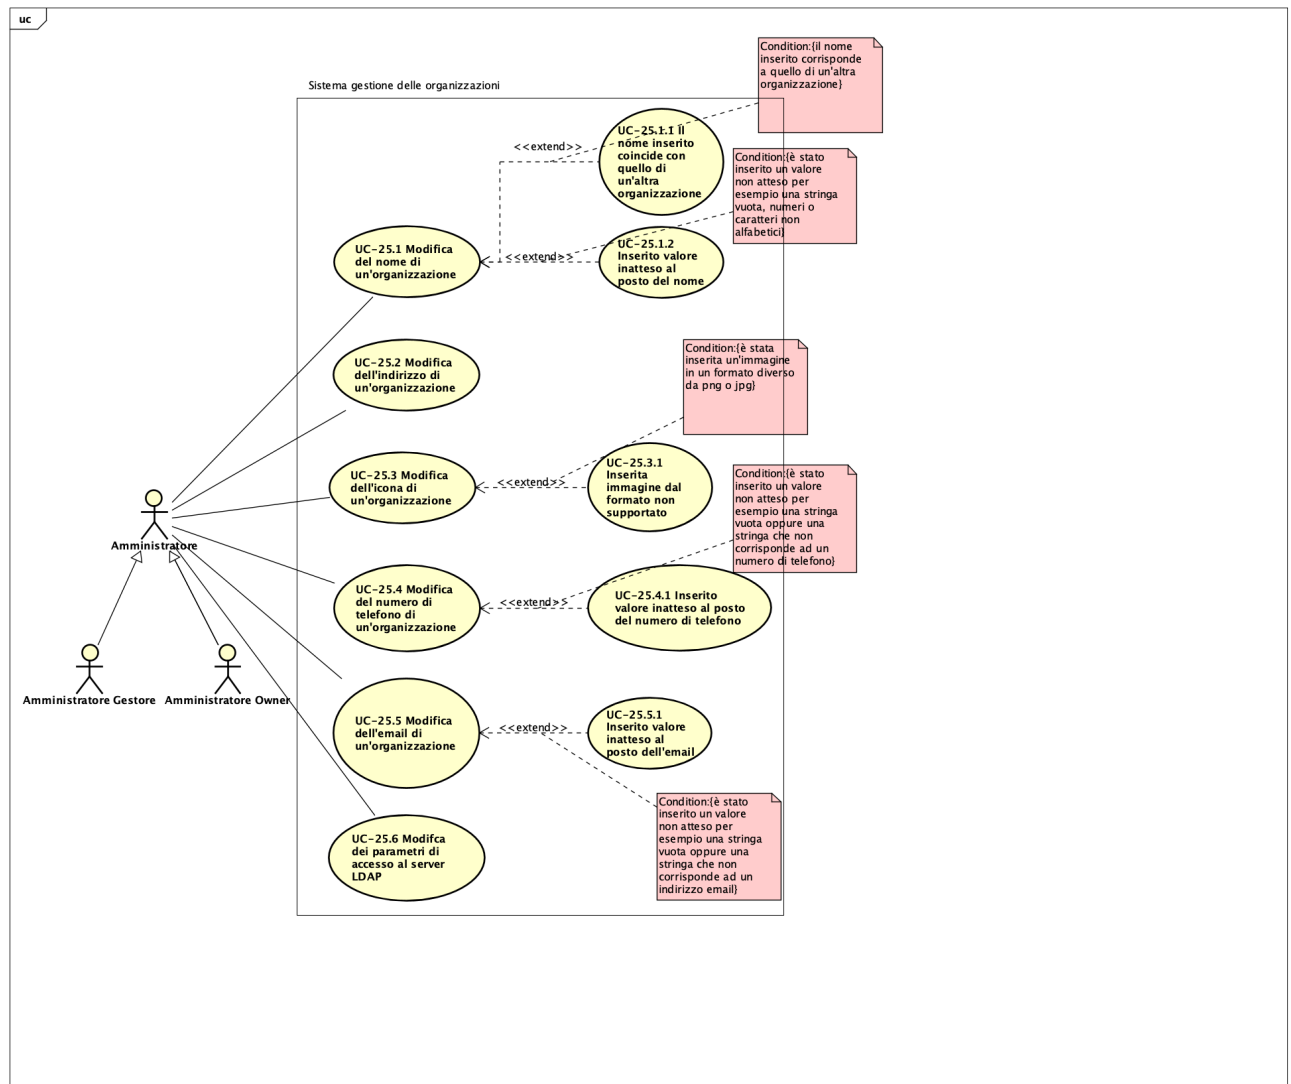 uc
Sistema gestione delle organizzazioni
Condition:{il nome
inserito corrisponde
a quello di un'altra
organizzazione}
<<extend>>
UC-25.1.1 Il
nome inserito
coincide con
quello di
un'altra
organizzazione
Condition:{è stato
inserito un valore
non atteso per
esempio una stringa
vuota, numeri o
caratteri non
alfabetici}
UC-25.1 Modifica
del nome di
un'organizzazione
<<extend>>
UC-25.1.2
Inserito valore
inatteso al
posto del nome
UC-25.2 Modifica
dell'indirizzo di
un'organizzazione
Condition:{è stata
inserita un'immagine
in un formato diverso
da png o jpg}
UC-25.3 Modifica
dell'icona di
un'organizzazione
<<extend>>
UC-25.3.1
Inserita
immagine dal
formato non
supportato
Condition:{è stato
inserito un valore
non atteso per
esempio una stringa
vuota oppure una
stringa che non
corrisponde ad un
numero di telefono}
Amministratore
UC-25.4 Modifica
del numero di
telefono di
un'organizzazione
<<extend>>
UC-25.4.1 Inserito
valore inatteso al posto
del numero di telefono
Amministratore Gestore
Amministratore Owner
UC-25.5 Modifica
dell'email di
un'organizzazione
<<extend>>
UC-25.5.1
Inserito valore
inatteso al
posto dell'email
Condition:{è stato
inserito un valore
non atteso per
esempio una stringa
vuota oppure una
stringa che non
corrisponde ad un
indirizzo email}
UC-25.6 Modifca
dei parametri di
accesso al server
LDAP